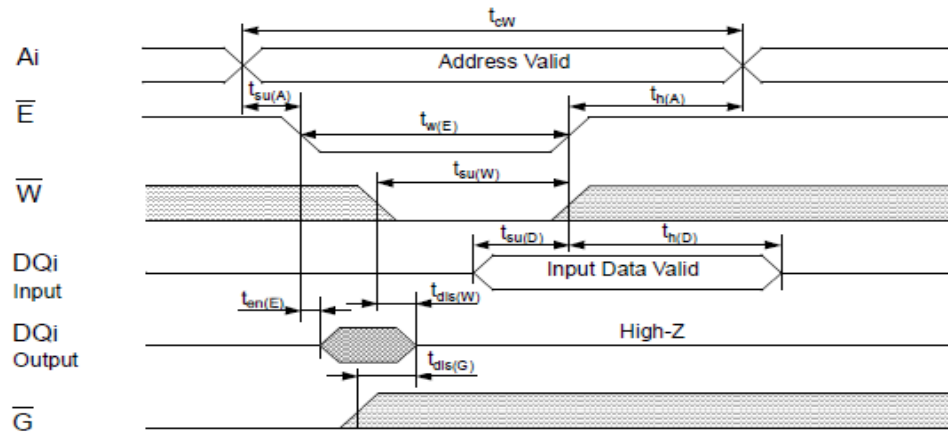 t_cW
Ai
Address Valid
t_su(A)
t_h(A)
E̅
t_w(E)
W̅
t_su(W)
t_su(D)
t_h(D)
DQi
Input
Input Data Valid
t_en(E)
t_dis(W)
DQi
Output
High-Z
t_dis(G)
G̅